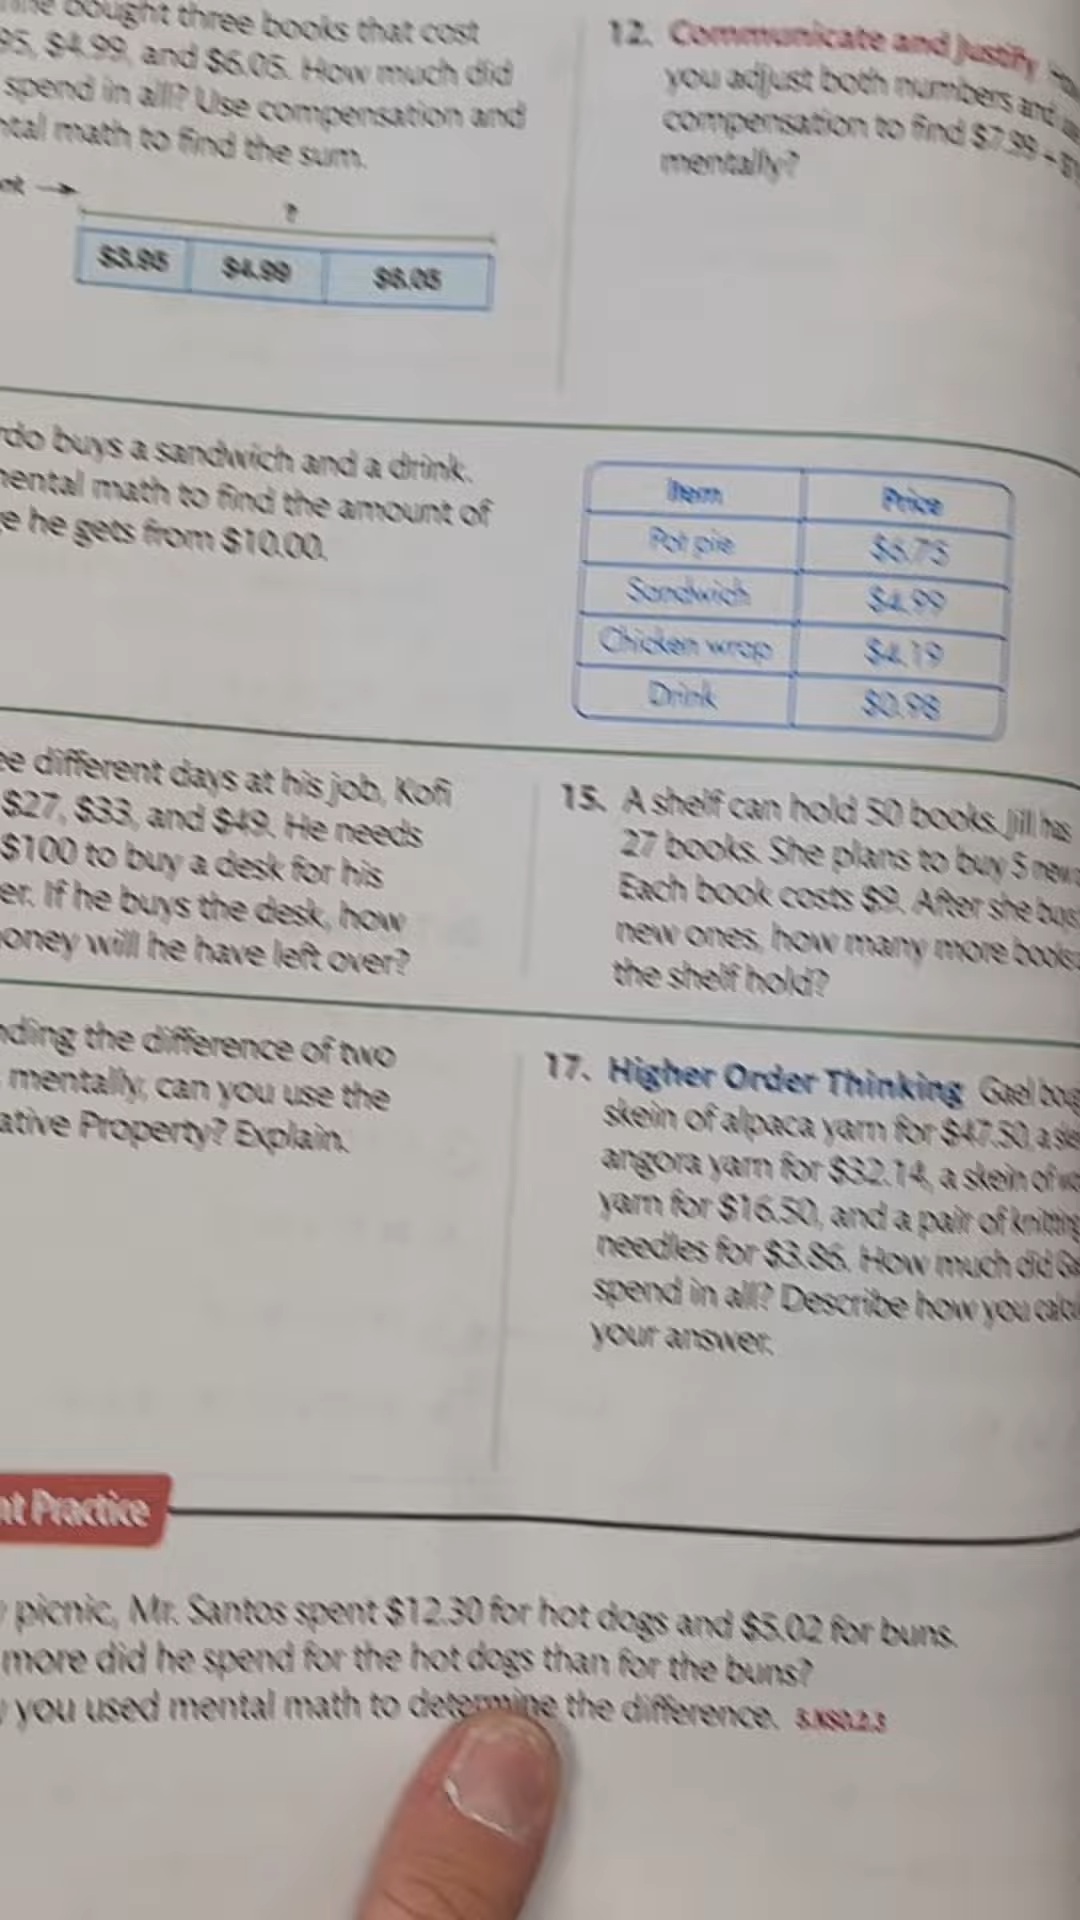 bought three books that cost
95, $4.99, and $6.05. How much did
spend in all? Use compensation and
ntal math to find the sum.
?
$3.95 $4.99 $6.05
12. Communicate and Justify
you adjust both numbers and
compensation to find $7.99 +
mentally?
rdo buys a sandwich and a drink.
mental math to find the amount of
ge he gets from $10.00.
Item Price
Pot pie $6.75
Sandwich $4.99
Chicken wrap $4.19
Drink $0.98
ee different days at his job, Kofi
$27, $33, and $49. He needs
$100 to buy a desk for his
er. If he buys the desk, how
oney will he have left over?
15. A shelf can hold 50 books. Jill has
27 books. She plans to buy 5 new
Each book costs $9. After she buys
new ones, how many more books
the shelf hold?
nding the difference of two
mentally, can you use the
ative Property? Explain.
17. Higher Order Thinking Gael boug
skein of alpaca yarn for $47.50, a ske
angora yarn for $32.14, a skein of wo
yarn for $16.50, and a pair of knitting
needles for $3.86. How much did Ga
spend in all? Describe how you calcu
your answer.
nt Practice
picnic, Mr. Santos spent $12.30 for hot dogs and $5.02 for buns.
more did he spend for the hot dogs than for the buns?
you used mental math to determine the difference.